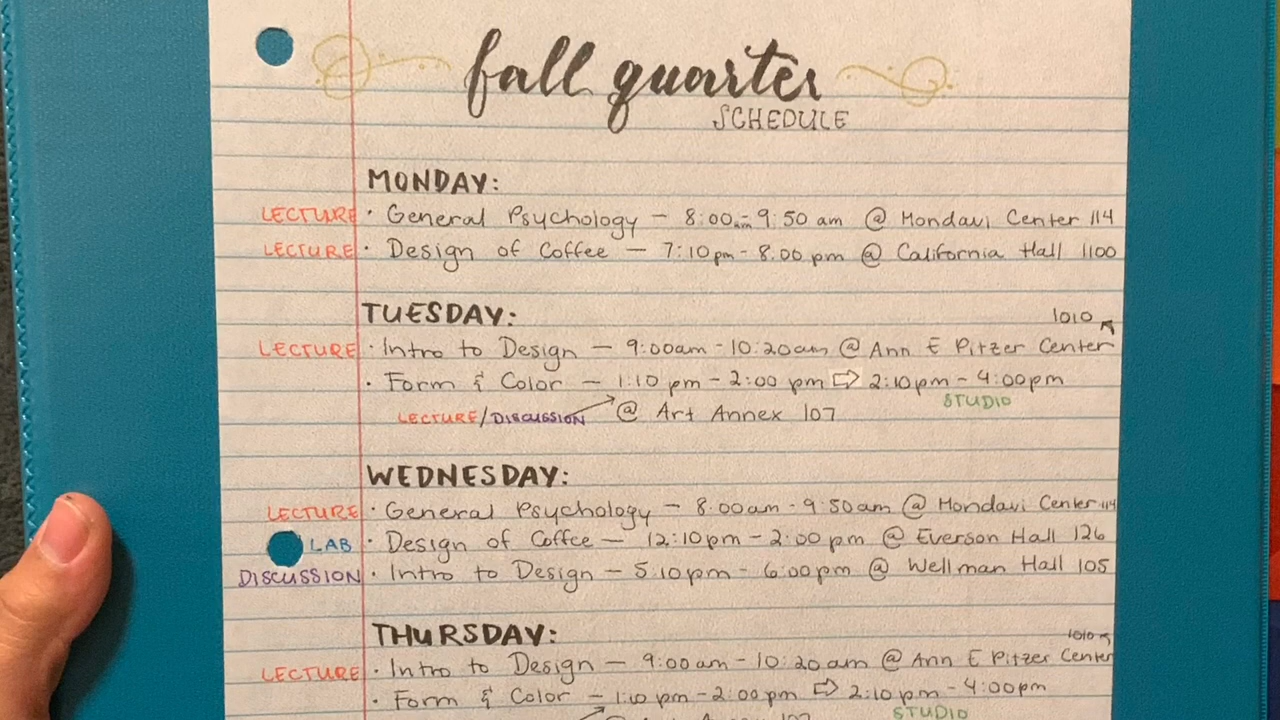 fall quarter
SCHEDULE
MONDAY:
LECTURE · General Psychology — 8:00am - 9:50 am @ Mondavi Center 114
LECTURE · Design of Coffee — 7:10pm - 8:00 pm @ California Hall 1100
TUESDAY:
1010
LECTURE · Intro to Design — 9:00am - 10:20am @ Ann E Pitzer Center
· Form & Color — 1:10 pm - 2:00 pm ⇨ 2:10pm - 4:00pm
STUDIO
LECTURE/DISCUSSION @ Art Annex 107
WEDNESDAY:
LECTURE · General Psychology — 8:00am - 9:50am @ Mondavi Center 114
LAB · Design of Coffee — 12:10pm - 2:00 pm @ Everson Hall 126
DISCUSSION · Intro to Design — 5:10pm - 6:00pm @ Wellman Hall 105
THURSDAY:
1010
LECTURE · Intro to Design — 9:00am - 10:20am @ Ann E Pitzer Center
· Form & Color — 1:10 pm - 2:00pm ⇨ 2:10pm - 4:00pm
STUDIO